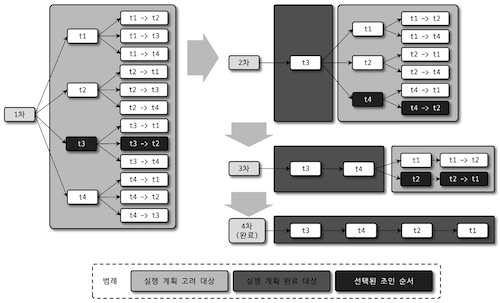 1차
t1
t1 -> t2
t1 -> t3
t1 -> t4
t2
t2 -> t1
t2 -> t3
t2 -> t4
t3
t3 -> t1
t3 -> t2
t3 -> t4
t4
t4 -> t1
t4 -> t2
t4 -> t3
2차
t3
t1
t1 -> t2
t1 -> t4
t2
t2 -> t4
t2 -> t2
t4
t4 -> t1
t4 -> t2
3차
t3
t4
t1
t1 -> t2
t2
t2 -> t1
4차
(완료)
t3
t4
t2
t1
범례
실행 계획 고려 대상
실행 계획 완료 대상
선택된 조인 순서